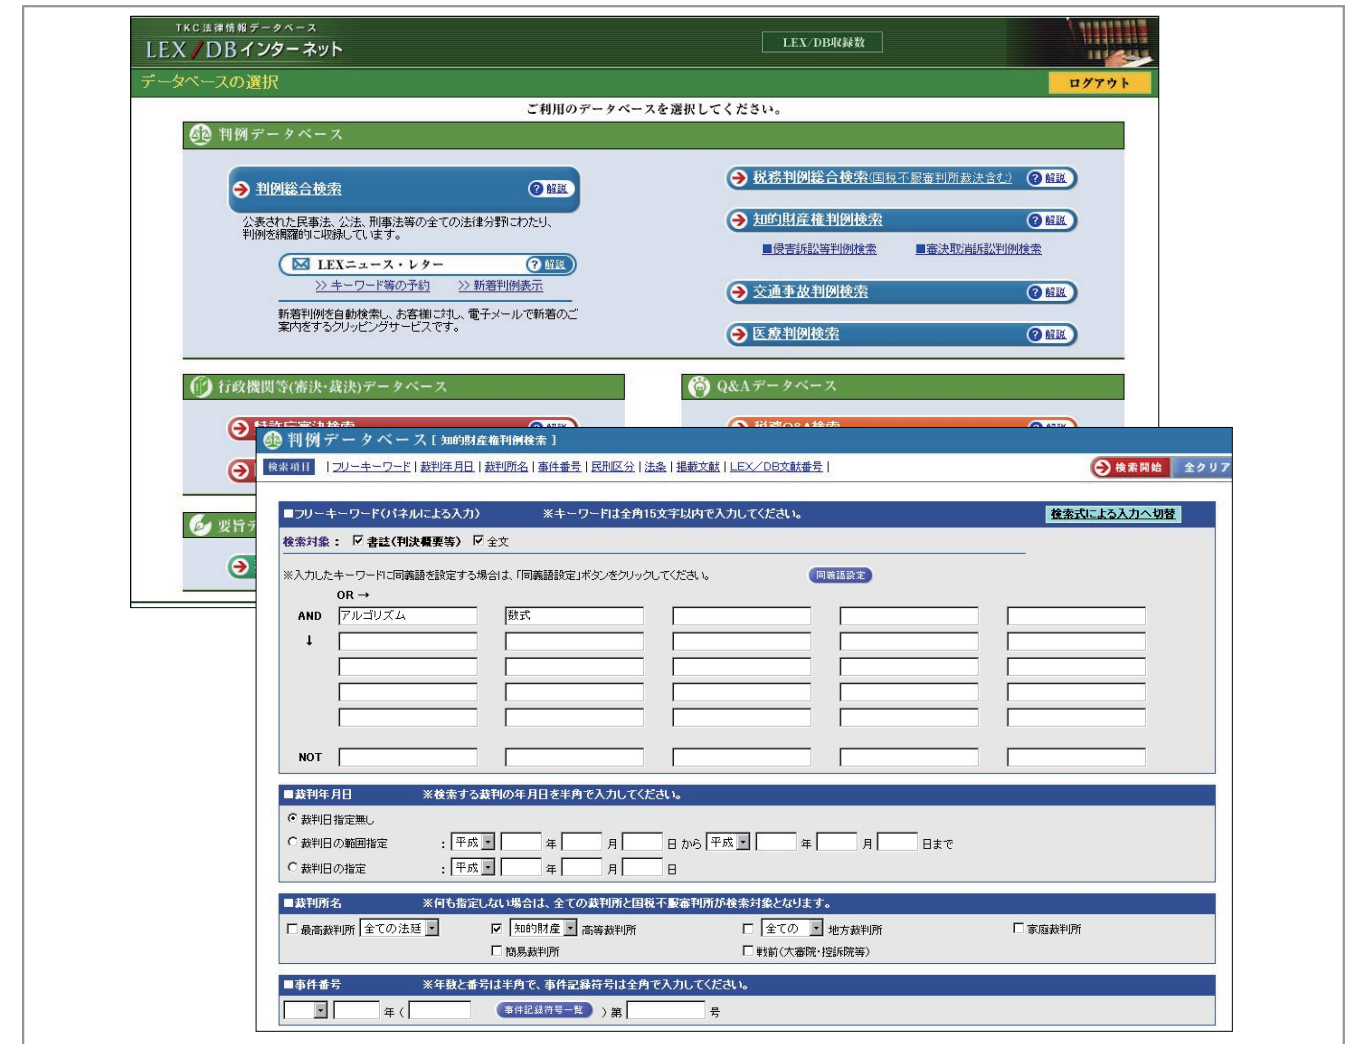 TKC法律情報データベース
LEX/DBインターネット
LEX/DB収録数
データベースの選択
ログアウト
ご利用のデータベースを選択してください。
判例データベース
判例総合検索
?解説
公表された民事法、公法、刑事法等の全ての法律分野にわたり、
判例を網羅的に収録しています。
LEXニュース・レター
?解説
>> キーワード等の予約
>> 新着判例表示
新着判例を自動検索し、お客様に対し、電子メールで新着のご
案内をするクリッピングサービスです。
税務判例総合検索(国税不服審判所裁決含む)
?解説
知的財産権判例検索
?解説
■侵害訴訟等判例検索
■審決取消訴訟判例検索
交通事故判例検索
?解説
医療判例検索
?解説
行政機関等(審決・裁決)データベース
Q&Aデータベース
特許庁審決検索
税務Q&A検索
要旨デ
判例データベース [ 知的財産権判例検索 ]
検索項目 |フリーキーワード|裁判年月日|裁判所名|事件番号|民刑区分|法条|掲載文献|LEX/DB文献番号|
検索開始
全クリア
■フリーキーワード(パネルによる入力) ※キーワードは全角15文字以内で入力してください。
検索式による入力へ切替
検索対象： 書誌(判決概要等) 全文
※入力したキーワードに同義語を設定する場合は、「同義語設定」ボタンをクリックしてください。
同義語設定
OR →
AND アルゴリズム 数式
↓
NOT
■裁判年月日 ※検索する裁判の年月日を半角で入力してください。
裁判日指定無し
裁判日の範囲指定 ：平成 年 月 日 から 平成 年 月 日まで
裁判日の指定 ：平成 年 月 日
■裁判所名 ※何も指定しない場合は、全ての裁判所と国税不服審判所が検索対象となります。
最高裁判所 全ての法廷 知的財産 高等裁判所 全ての 地方裁判所 家庭裁判所
簡易裁判所 戦前(大審院・控訴院等)
■事件番号 ※年数と番号は半角で、事件記録符号は全角で入力してください。
年 ( 事件記録符号一覧 ) 第 号